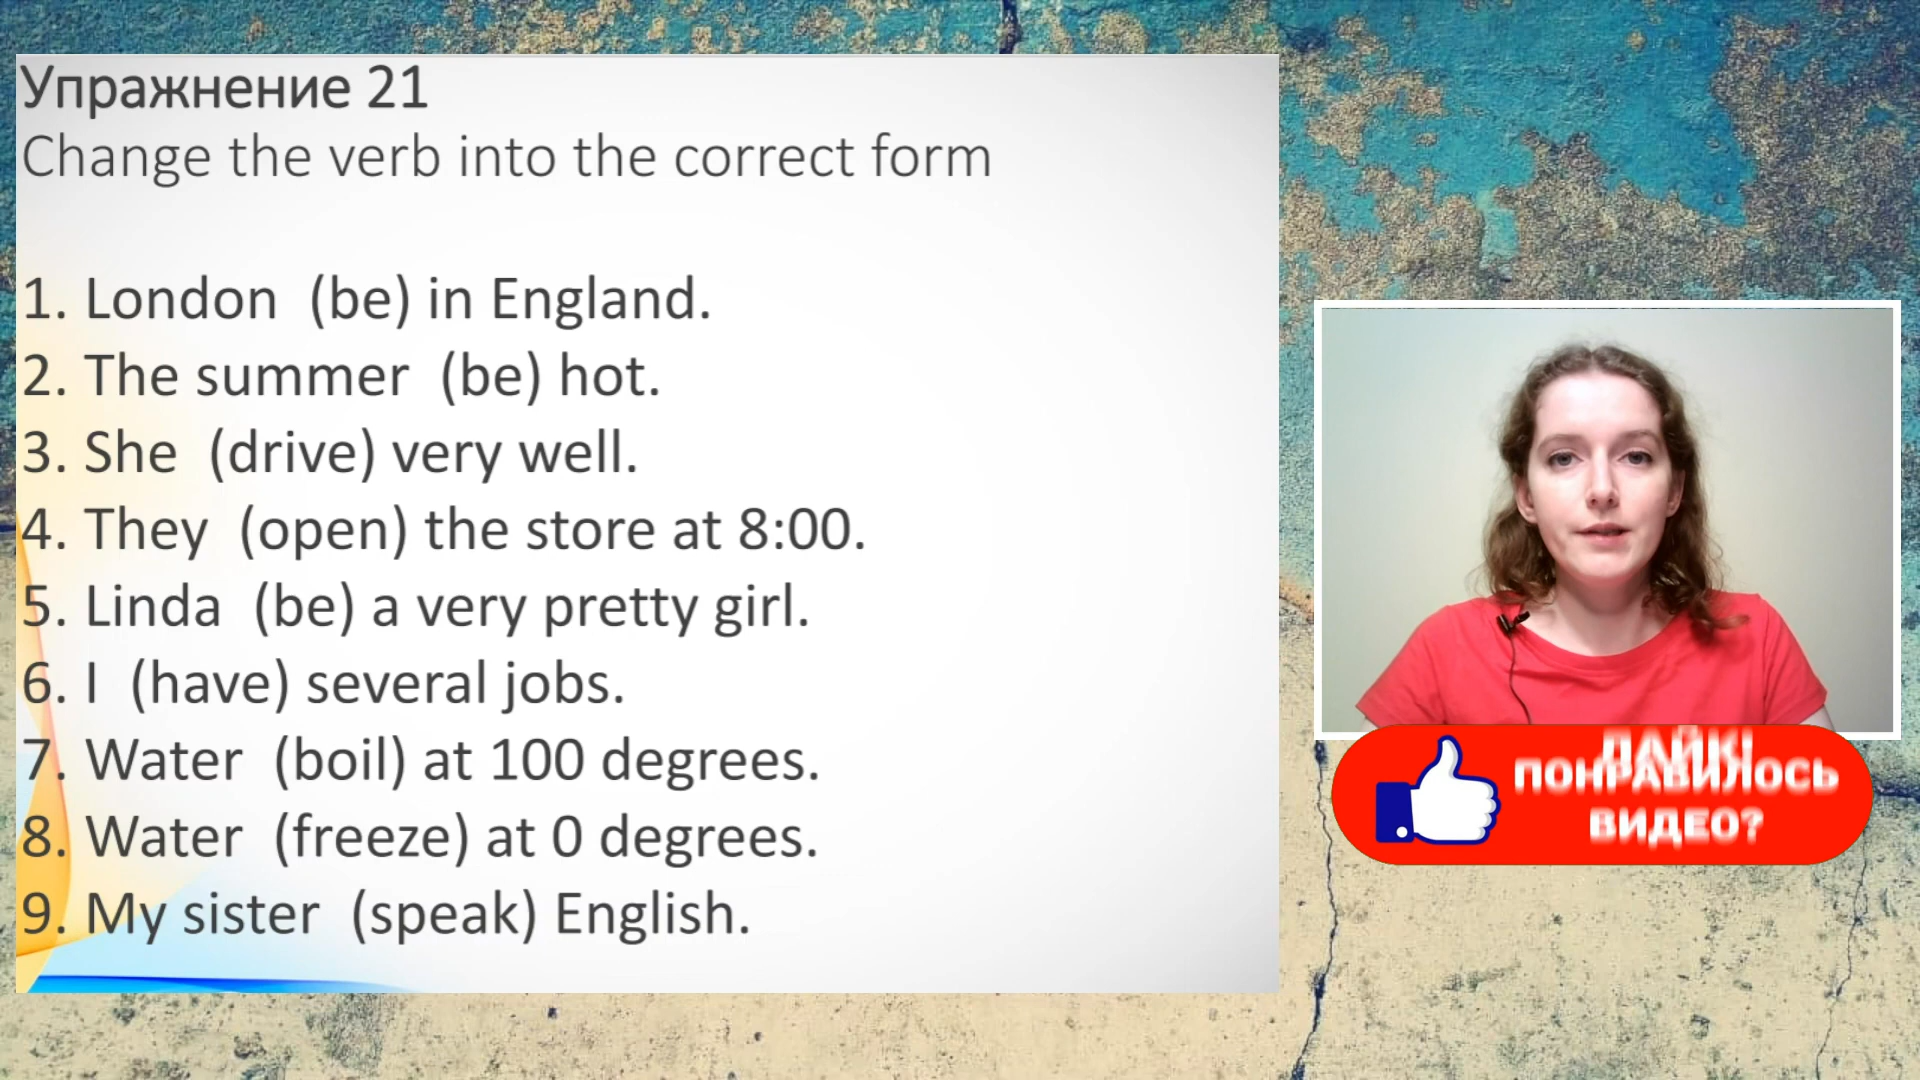 Упражнение 21
Change the verb into the correct form
1. London (be) in England.
2. The summer (be) hot.
3. She (drive) very well.
4. They (open) the store at 8:00.
5. Linda (be) a very pretty girl.
6. I (have) several jobs.
7. Water (boil) at 100 degrees.
8. Water (freeze) at 0 degrees.
9. My sister (speak) English.
ЛАЙК!
ПОНРАВИЛОСЬ
ВИДЕО?